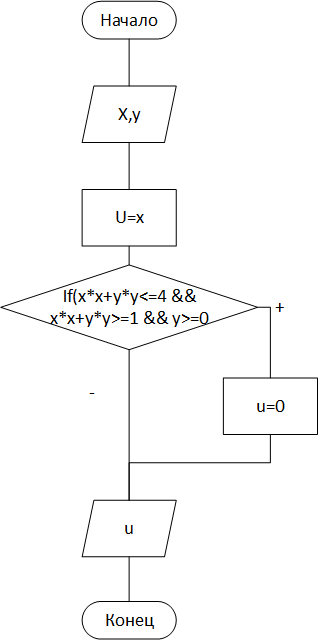 Начало
X,y
U=x
If(x*x+y*y<=4 &&
x*x+y*y>=1 && y>=0
+
-
u=0
u
Конец